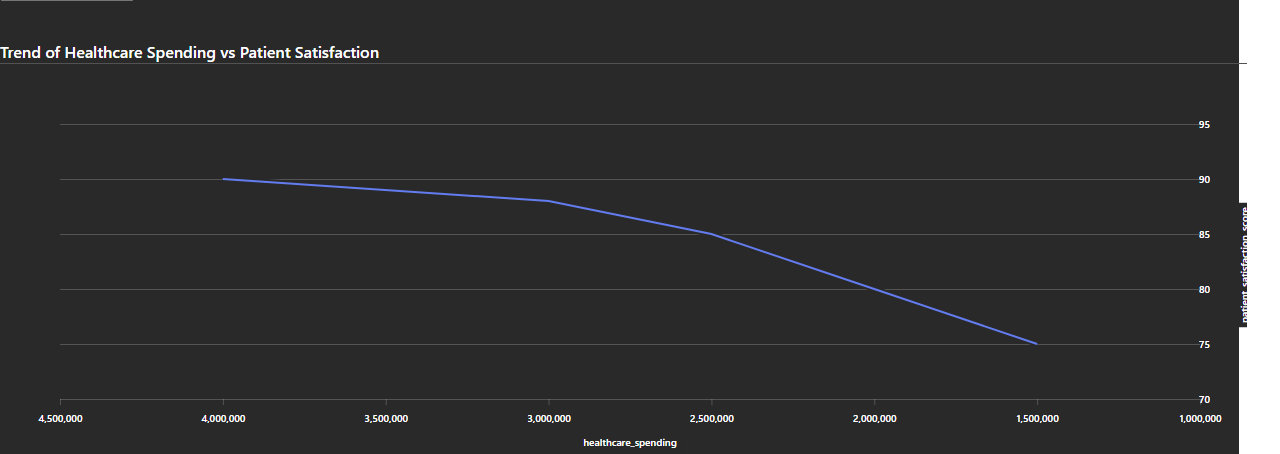 Trend of Healthcare Spending vs Patient Satisfaction
95
90
85
80
75
70
patient_satisfaction_score
4,500,000 4,000,000 3,500,000 3,000,000 2,500,000 2,000,000 1,500,000 1,000,000
healthcare_spending